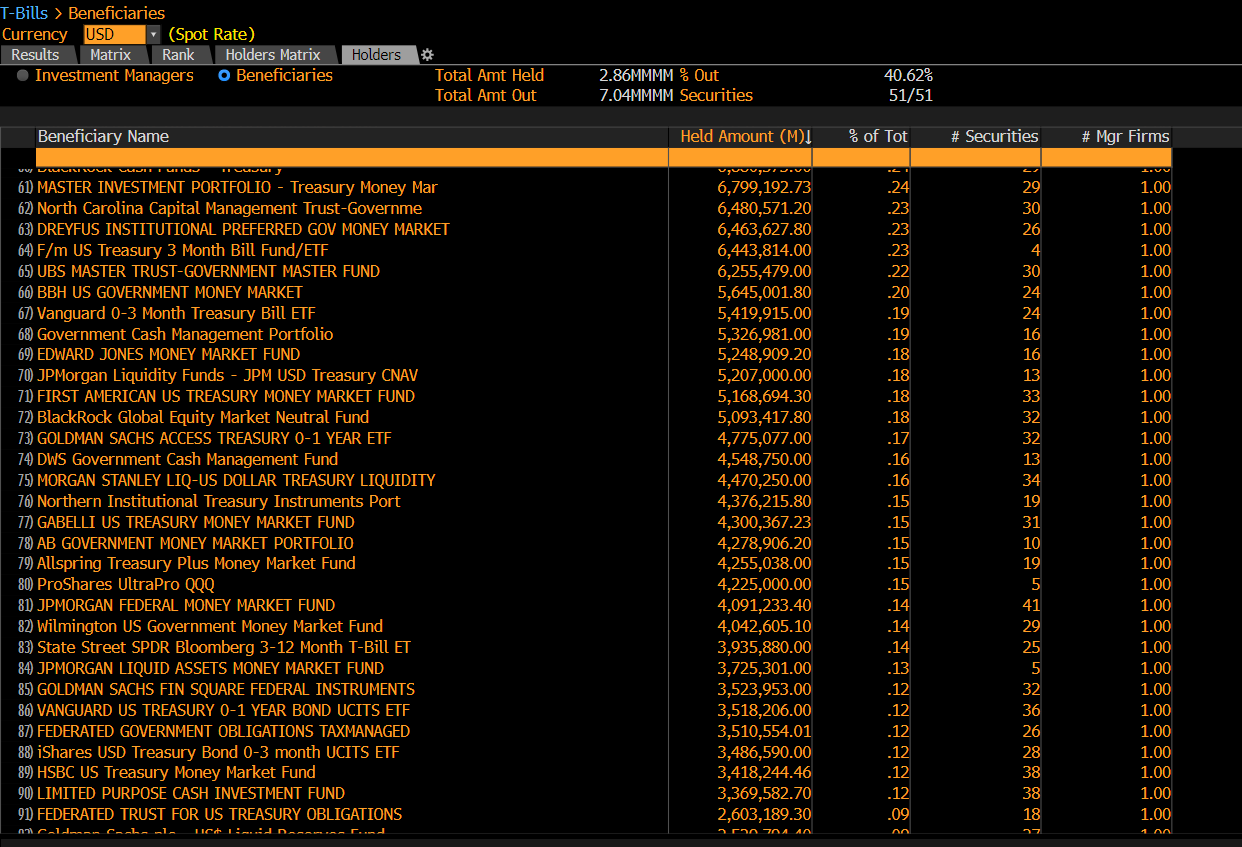 T-Bills > Beneficiaries
Currency USD (Spot Rate)
Results Matrix Rank Holders Matrix Holders
Investment Managers Beneficiaries Total Amt Held 2.86MMMM % Out 40.62%
Total Amt Out 7.04MMMM Securities 51/51
Beneficiary Name Held Amount (M)↓ % of Tot # Securities # Mgr Firms
61) MASTER INVESTMENT PORTFOLIO - Treasury Money Mar 6,799,192.73 .24 29 1.00
62) North Carolina Capital Management Trust-Governme 6,480,571.20 .23 30 1.00
63) DREYFUS INSTITUTIONAL PREFERRED GOV MONEY MARKET 6,463,627.80 .23 26 1.00
64) F/m US Treasury 3 Month Bill Fund/ETF 6,443,814.00 .23 4 1.00
65) UBS MASTER TRUST-GOVERNMENT MASTER FUND 6,255,479.00 .22 30 1.00
66) BBH US GOVERNMENT MONEY MARKET 5,645,001.80 .20 24 1.00
67) Vanguard 0-3 Month Treasury Bill ETF 5,419,915.00 .19 24 1.00
68) Government Cash Management Portfolio 5,326,981.00 .19 16 1.00
69) EDWARD JONES MONEY MARKET FUND 5,248,909.20 .18 16 1.00
70) JPMorgan Liquidity Funds - JPM USD Treasury CNAV 5,207,000.00 .18 13 1.00
71) FIRST AMERICAN US TREASURY MONEY MARKET FUND 5,168,694.30 .18 33 1.00
72) BlackRock Global Equity Market Neutral Fund 5,093,417.80 .18 32 1.00
73) GOLDMAN SACHS ACCESS TREASURY 0-1 YEAR ETF 4,775,077.00 .17 32 1.00
74) DWS Government Cash Management Fund 4,548,750.00 .16 13 1.00
75) MORGAN STANLEY LIQ-US DOLLAR TREASURY LIQUIDITY 4,470,250.00 .16 34 1.00
76) Northern Institutional Treasury Instruments Port 4,376,215.80 .15 19 1.00
77) GABELLI US TREASURY MONEY MARKET FUND 4,300,367.23 .15 31 1.00
78) AB GOVERNMENT MONEY MARKET PORTFOLIO 4,278,906.20 .15 10 1.00
79) Allspring Treasury Plus Money Market Fund 4,255,038.00 .15 19 1.00
80) ProShares UltraPro QQQ 4,225,000.00 .15 5 1.00
81) JPMORGAN FEDERAL MONEY MARKET FUND 4,091,233.40 .14 41 1.00
82) Wilmington US Government Money Market Fund 4,042,605.10 .14 29 1.00
83) State Street SPDR Bloomberg 3-12 Month T-Bill ET 3,935,880.00 .14 25 1.00
84) JPMORGAN LIQUID ASSETS MONEY MARKET FUND 3,725,301.00 .13 5 1.00
85) GOLDMAN SACHS FIN SQUARE FEDERAL INSTRUMENTS 3,523,953.00 .12 32 1.00
86) VANGUARD US TREASURY 0-1 YEAR BOND UCITS ETF 3,518,206.00 .12 36 1.00
87) FEDERATED GOVERNMENT OBLIGATIONS TAXMANAGED 3,510,554.01 .12 26 1.00
88) iShares USD Treasury Bond 0-3 month UCITS ETF 3,486,590.00 .12 28 1.00
89) HSBC US Treasury Money Market Fund 3,418,244.46 .12 38 1.00
90) LIMITED PURPOSE CASH INVESTMENT FUND 3,369,582.70 .12 38 1.00
91) FEDERATED TRUST FOR US TREASURY OBLIGATIONS 2,603,189.30 .09 18 1.00